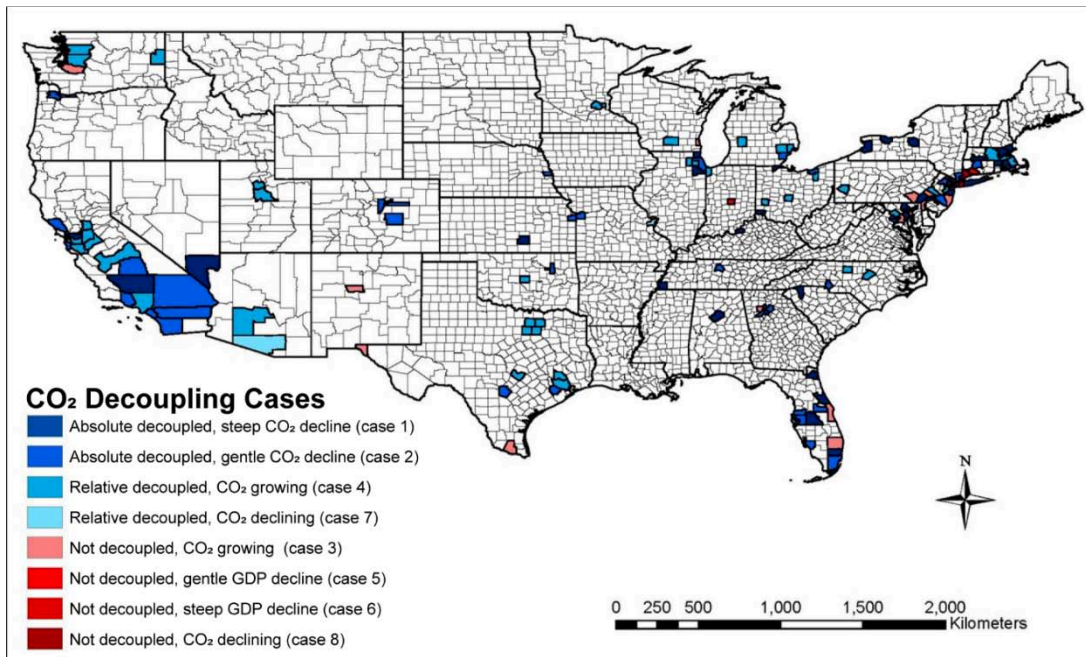 N
CO₂ Decoupling Cases
Absolute decoupled, steep CO₂ decline (case 1)
Absolute decoupled, gentle CO₂ decline (case 2)
Relative decoupled, CO₂ growing (case 4)
Relative decoupled, CO₂ declining (case 7)
Not decoupled, CO₂ growing (case 3)
Not decoupled, gentle GDP decline (case 5)
Not decoupled, steep GDP decline (case 6)
Not decoupled, CO₂ declining (case 8)
0 250 500 1,000 1,500 2,000
Kilometers